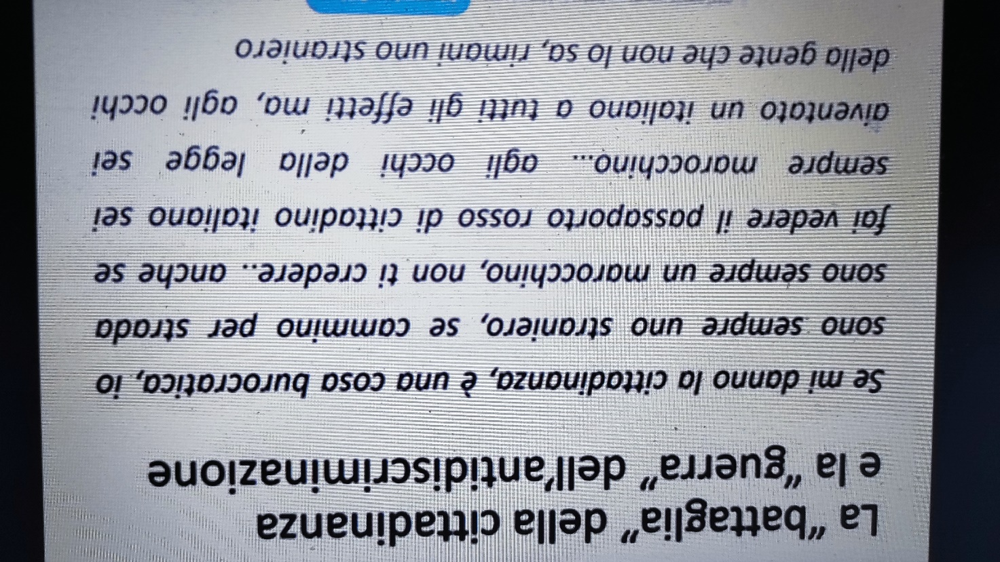 La “battaglia” della cittadinanza
e la “guerra” dell’antidiscriminazione
Se mi danno la cittadinanza, è una cosa burocratica, io
sono sempre uno straniero, se cammino per strada
sono sempre un marocchino, non ti credere.. anche se
fai vedere il passaporto rosso di cittadino italiano sei
sempre marocchino... agli occhi della legge sei
diventato un italiano a tutti gli effetti ma, agli occhi
della gente che non lo sa, rimani uno straniero